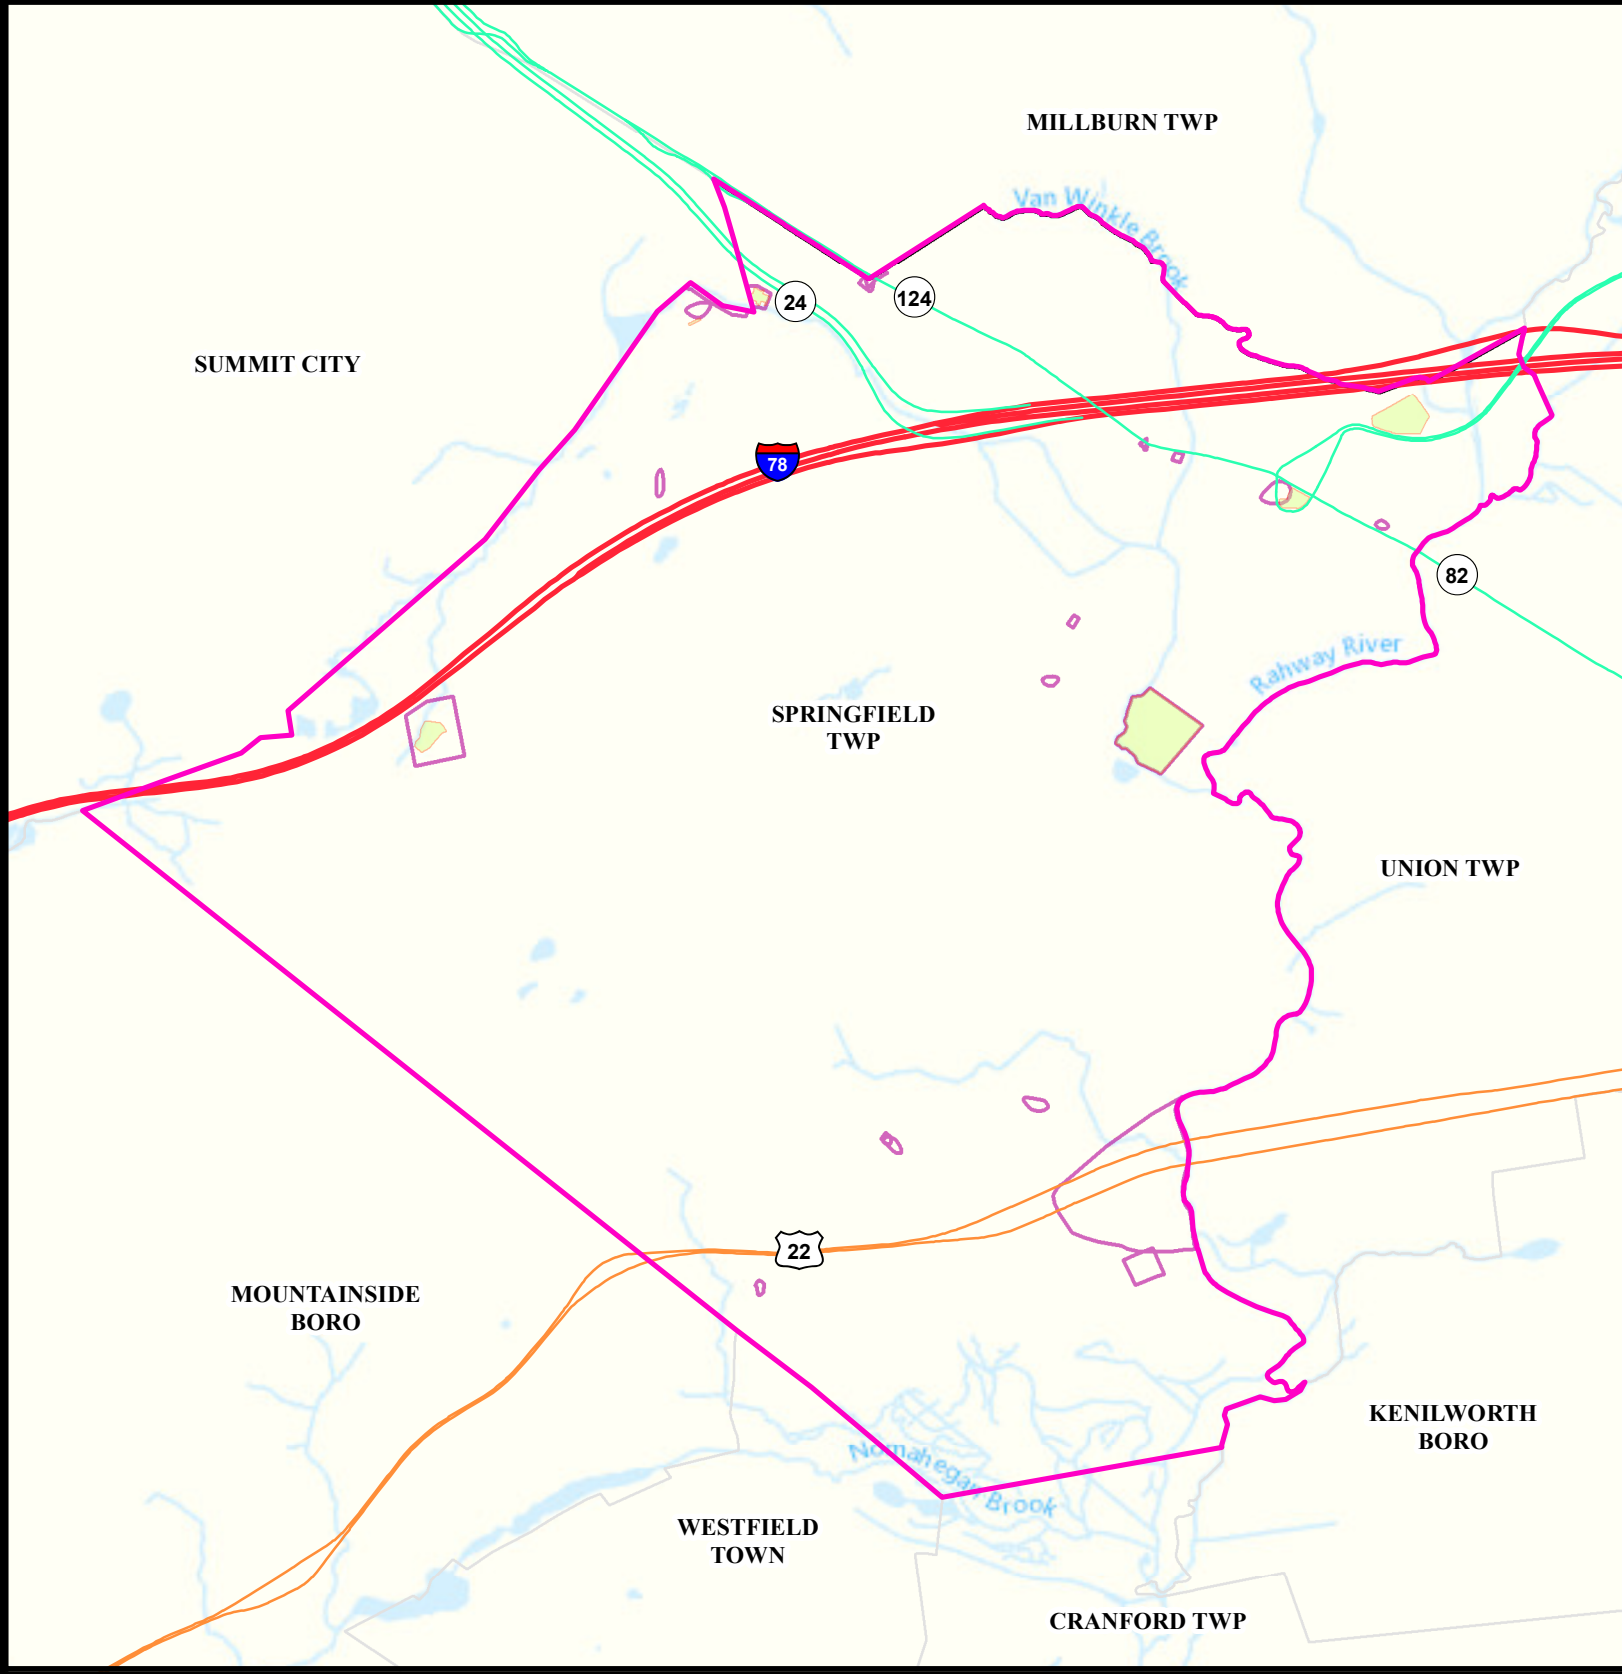 MILLBURN TWP
Van Winkle Brook
24
124
SUMMIT CITY
78
82
Rahway River
SPRINGFIELD
TWP
UNION TWP
22
MOUNTAINSIDE
BORO
KENILWORTH
BORO
Nomahegan Brook
WESTFIELD
TOWN
CRANFORD TWP